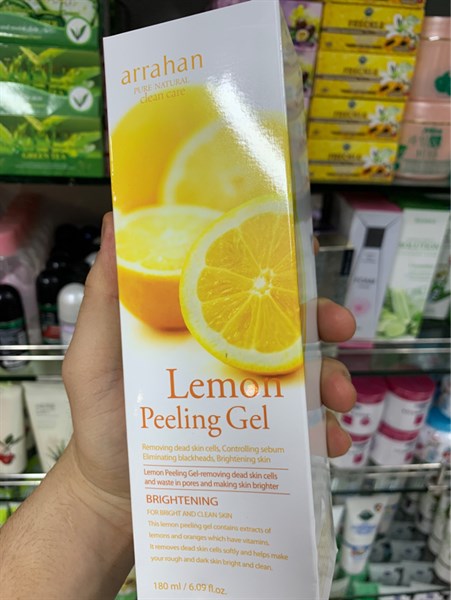 arrahan
PURE NATURAL
clean care
Lemon
Peeling Gel
Removing dead skin cells, Controlling sebum
Eliminating blackheads, Brightening skin
Lemon Peeling Gel-removing dead skin cells
and waste in pores and making skin brighter
BRIGHTENING
FOR BRIGHT AND CLEAN SKIN
This lemon peeling gel contains extracts of
lemons and oranges which have vitamins.
It removes dead skin cells softly and helps make
your rough and dark skin bright and clean.
180 ml / 6.09 fl.oz.